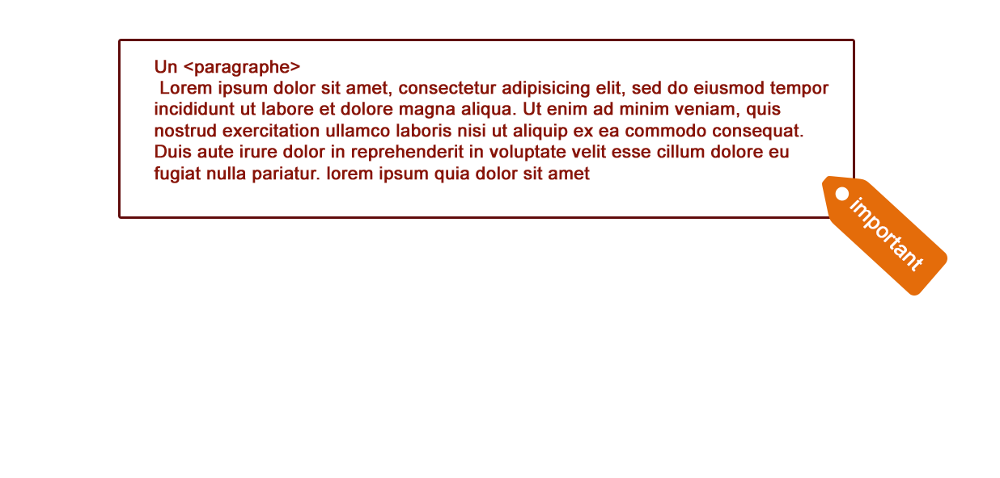 Un <paragraphe>
Lorem ipsum dolor sit amet, consectetur adipisicing elit, sed do eiusmod tempor
incididunt ut labore et dolore magna aliqua. Ut enim ad minim veniam, quis
nostrud exercitation ullamco laboris nisi ut aliquip ex ea commodo consequat.
Duis aute irure dolor in reprehenderit in voluptate velit esse cillum dolore eu
fugiat nulla pariatur. lorem ipsum quia dolor sit amet
important